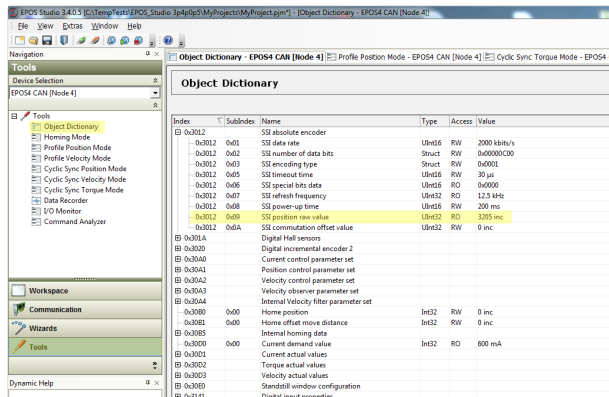 EPOS Studio 3.4.0.5 [C:\TempTests\EPOS_Studio 3p4p0p5\MyProjects\MyProject.pjm*] - [Object Dictionary - EPOS4 CAN [Node 4]]
File View Extras Window Help
Navigation
Object Dictionary - EPOS4 CAN [Node 4] Profile Position Mode - EPOS4 CAN [Node 4] Cyclic Sync Torque Mode - EPOS4
Tools
Device Selection
EPOS4 CAN [Node 4]
Tools
Object Dictionary
Homing Mode
Profile Position Mode
Profile Velocity Mode
Cyclic Sync Position Mode
Cyclic Sync Velocity Mode
Cyclic Sync Torque Mode
Data Recorder
I/O Monitor
Command Analyzer
Workspace
Communication
Wizards
Tools
Dynamic Help
Object Dictionary
Index SubIndex Name Type Access Value
0x3012 SSI absolute encoder
0x3012 0x01 SSI data rate UInt16 RW 2000 kbits/s
0x3012 0x02 SSI number of data bits Struct RW 0x00000C00
0x3012 0x03 SSI encoding type Struct RW 0x0001
0x3012 0x05 SSI timeout time UInt16 RW 30 µs
0x3012 0x06 SSI special bits data UInt16 RO 0x0000
0x3012 0x07 SSI refresh frequency UInt32 RO 12.5 kHz
0x3012 0x08 SSI power-up time UInt16 RW 200 ms
0x3012 0x09 SSI position raw value UInt32 RO 3205 inc
0x3012 0x0A SSI commutation offset value UInt32 RW 0 inc
0x301A Digital Hall sensors
0x3020 Digital incremental encoder 2
0x30A0 Current control parameter set
0x30A1 Position control parameter set
0x30A2 Velocity control parameter set
0x30A3 Velocity observer parameter set
0x30A4 Internal Velocity filter parameter set
0x30B0 0x00 Home position Int32 RW 0 inc
0x30B1 0x00 Home offset move distance Int32 RW 0 inc
0x30B5 Internal homing data
0x30D0 0x00 Current demand value Int32 RO 600 mA
0x30D1 Current actual values
0x30D2 Torque actual values
0x30D3 Velocity actual values
0x30E0 Standstill window configuration
0x3141 Digital input properties